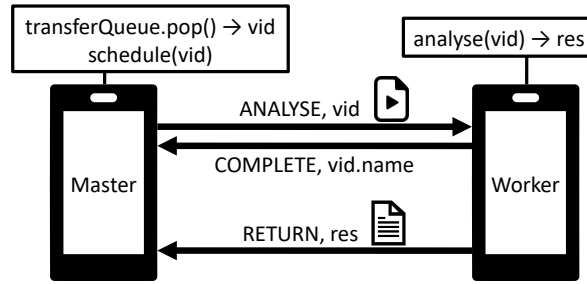 transferQueue.pop() → vid
schedule(vid)
analyse(vid) → res
ANALYSE, vid
COMPLETE, vid.name
Master
Worker
RETURN, res